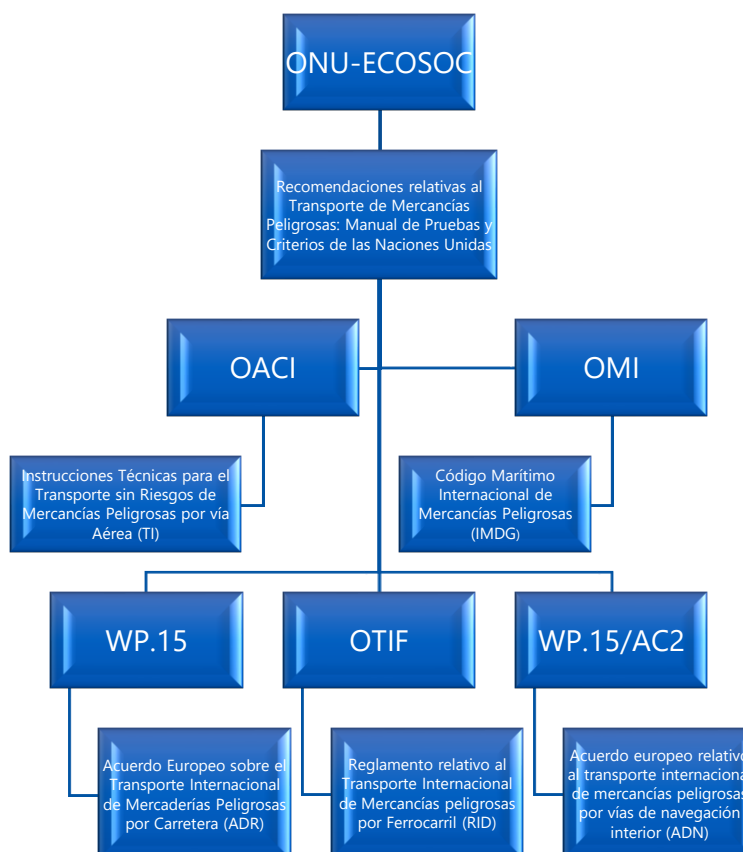 ONU-ECOSOC
Recomendaciones relativas al
Transporte de Mercancías
Peligrosas: Manual de Pruebas y
Criterios de las Naciones Unidas
OACI
OMI
Instrucciones Técnicas para el
Transporte sin Riesgos de
Mercancías Peligrosas por vía
Aérea (TI)
Código Marítimo
Internacional de
Mercancías Peligrosas
(IMDG)
WP.15
OTIF
WP.15/AC2
Acuerdo Europeo sobre el
Transporte Internacional
de Mercaderías Peligrosas
por Carretera (ADR)
Reglamento relativo al
Transporte Internacional
de Mercancías peligrosas
por Ferrocarril (RID)
Acuerdo europeo relativo
al transporte internacional
de mercancías peligrosas
por vías de navegación
interior (ADN)